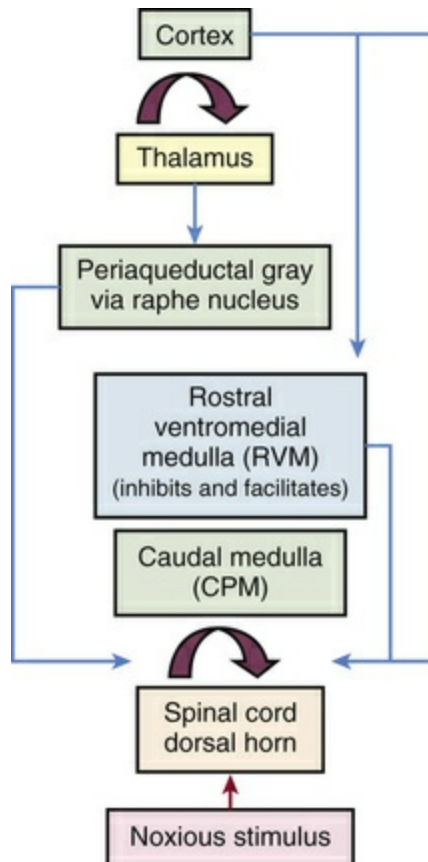 Cortex
Thalamus
Periaqueductal gray
via raphe nucleus
Rostral
ventromedial
medulla (RVM)
(inhibits and facilitates)
Caudal medulla
(CPM)
Spinal cord
dorsal horn
Noxious stimulus